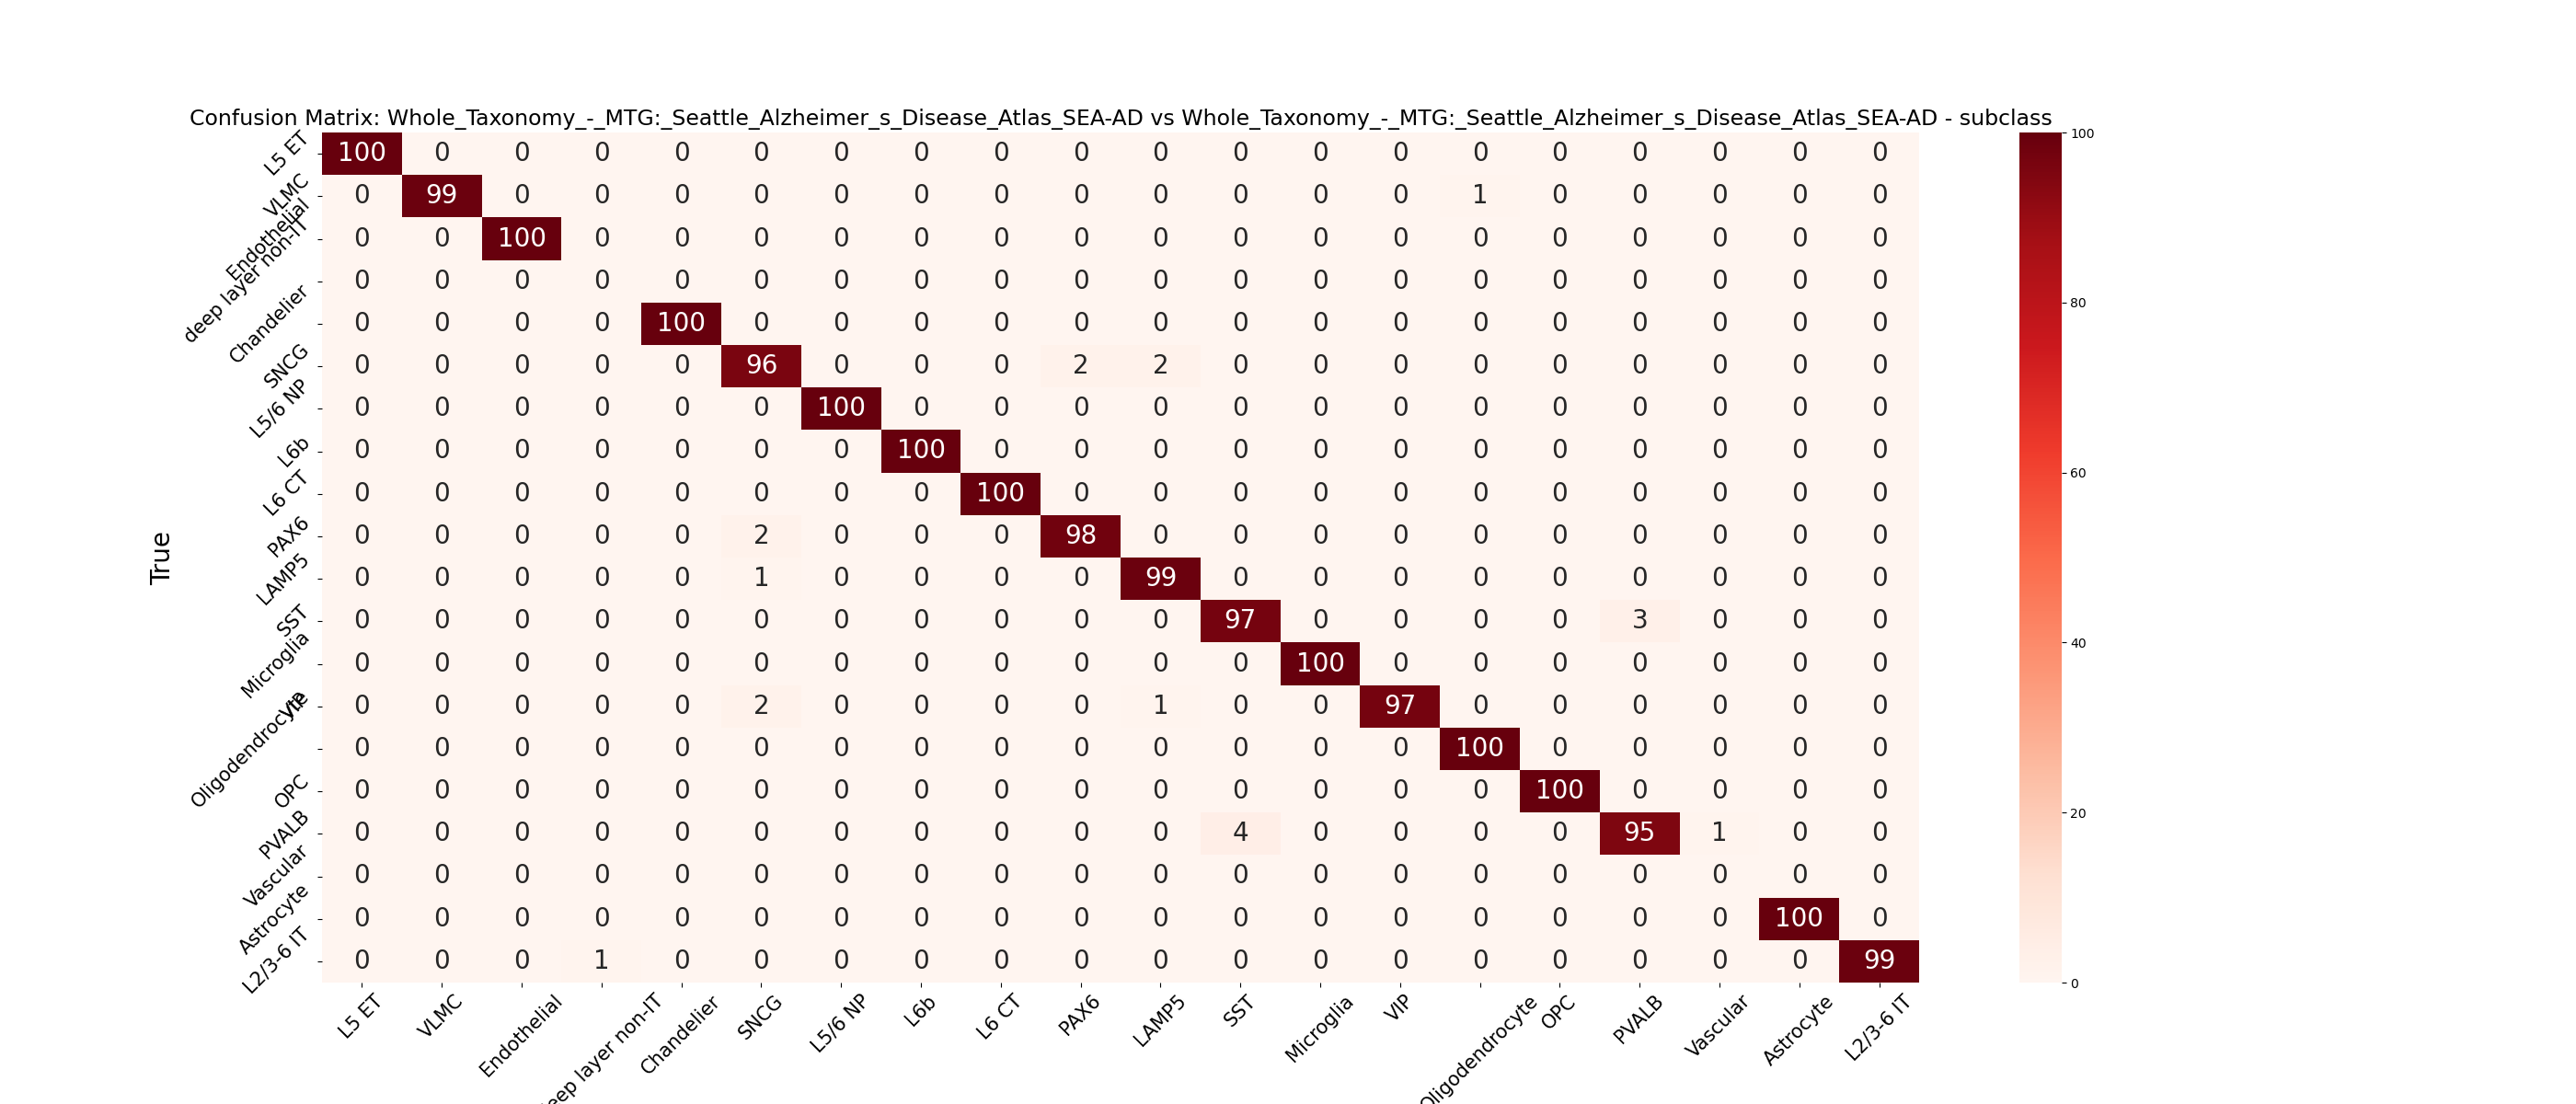 Confusion Matrix: Whole_Taxonomy_-_MTG:_Seattle_Alzheimer_s_Disease_Atlas_SEA-AD vs Whole_Taxonomy_-_MTG:_Seattle_Alzheimer_s_Disease_Atlas_SEA-AD - subclass
True
L5 ET 100 0 0 0 0 0 0 0 0 0 0 0 0 0 0 0 0 0 0 0
VLMC 0 99 0 0 0 0 0 0 0 0 0 0 0 0 1 0 0 0 0 0
Endothelial 0 0 100 0 0 0 0 0 0 0 0 0 0 0 0 0 0 0 0 0
deep layer non-IT 0 0 0 0 0 0 0 0 0 0 0 0 0 0 0 0 0 0 0 0
Chandelier 0 0 0 0 100 0 0 0 0 0 0 0 0 0 0 0 0 0 0 0
SNCG 0 0 0 0 0 96 0 0 0 2 2 0 0 0 0 0 0 0 0 0
L5/6 NP 0 0 0 0 0 0 100 0 0 0 0 0 0 0 0 0 0 0 0 0
L6b 0 0 0 0 0 0 0 100 0 0 0 0 0 0 0 0 0 0 0 0
L6 CT 0 0 0 0 0 0 0 0 100 0 0 0 0 0 0 0 0 0 0 0
PAX6 0 0 0 0 0 2 0 0 0 98 0 0 0 0 0 0 0 0 0 0
LAMP5 0 0 0 0 0 1 0 0 0 0 99 0 0 0 0 0 0 0 0 0
SST 0 0 0 0 0 0 0 0 0 0 0 97 0 0 0 0 3 0 0 0
Microglia 0 0 0 0 0 0 0 0 0 0 0 0 100 0 0 0 0 0 0 0
VIP 0 0 0 0 0 2 0 0 0 0 1 0 0 97 0 0 0 0 0 0
Oligodendrocyte 0 0 0 0 0 0 0 0 0 0 0 0 0 0 100 0 0 0 0 0
OPC 0 0 0 0 0 0 0 0 0 0 0 0 0 0 0 100 0 0 0 0
PVALB 0 0 0 0 0 0 0 0 0 0 0 4 0 0 0 0 95 1 0 0
Vascular 0 0 0 0 0 0 0 0 0 0 0 0 0 0 0 0 0 0 0 0
Astrocyte 0 0 0 0 0 0 0 0 0 0 0 0 0 0 0 0 0 0 100 0
L2/3-6 IT 0 0 0 1 0 0 0 0 0 0 0 0 0 0 0 0 0 0 0 99
L5 ET VLMC Endothelial eep layer non-IT Chandelier SNCG L5/6 NP L6b L6 CT PAX6 LAMP5 SST Microglia VIP Oligodendrocyte OPC PVALB Vascular Astrocyte L2/3-6 IT
100
80
60
40
20
0